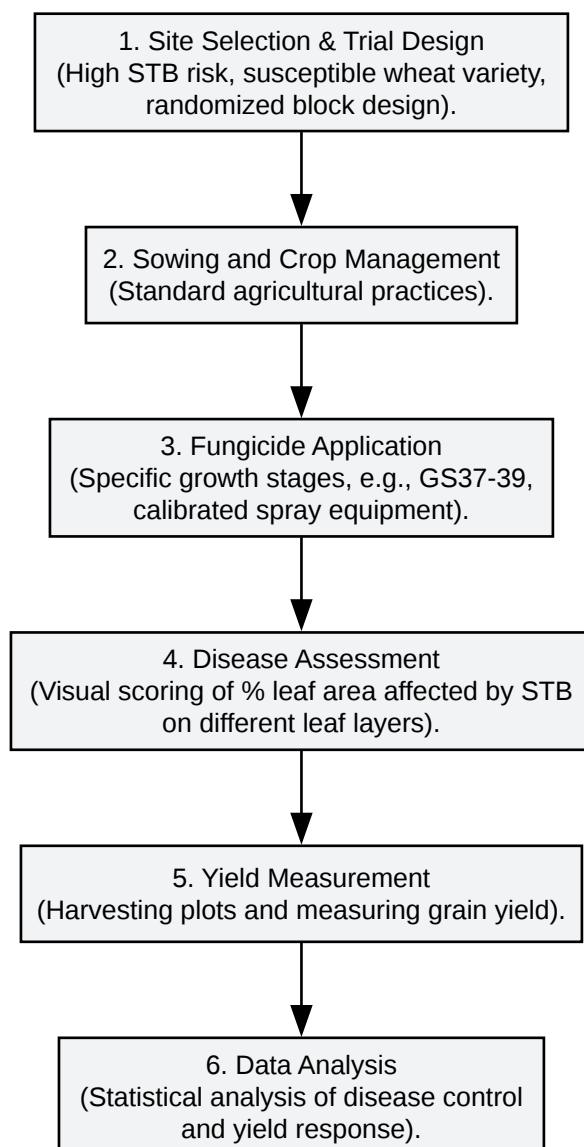 1. Site Selection & Trial Design
(High STB risk, susceptible wheat variety,
randomized block design).
2. Sowing and Crop Management
(Standard agricultural practices).
3. Fungicide Application
(Specific growth stages, e.g., GS37-39,
calibrated spray equipment).
4. Disease Assessment
(Visual scoring of % leaf area affected by STB
on different leaf layers).
5. Yield Measurement
(Harvesting plots and measuring grain yield).
6. Data Analysis
(Statistical analysis of disease control
and yield response).